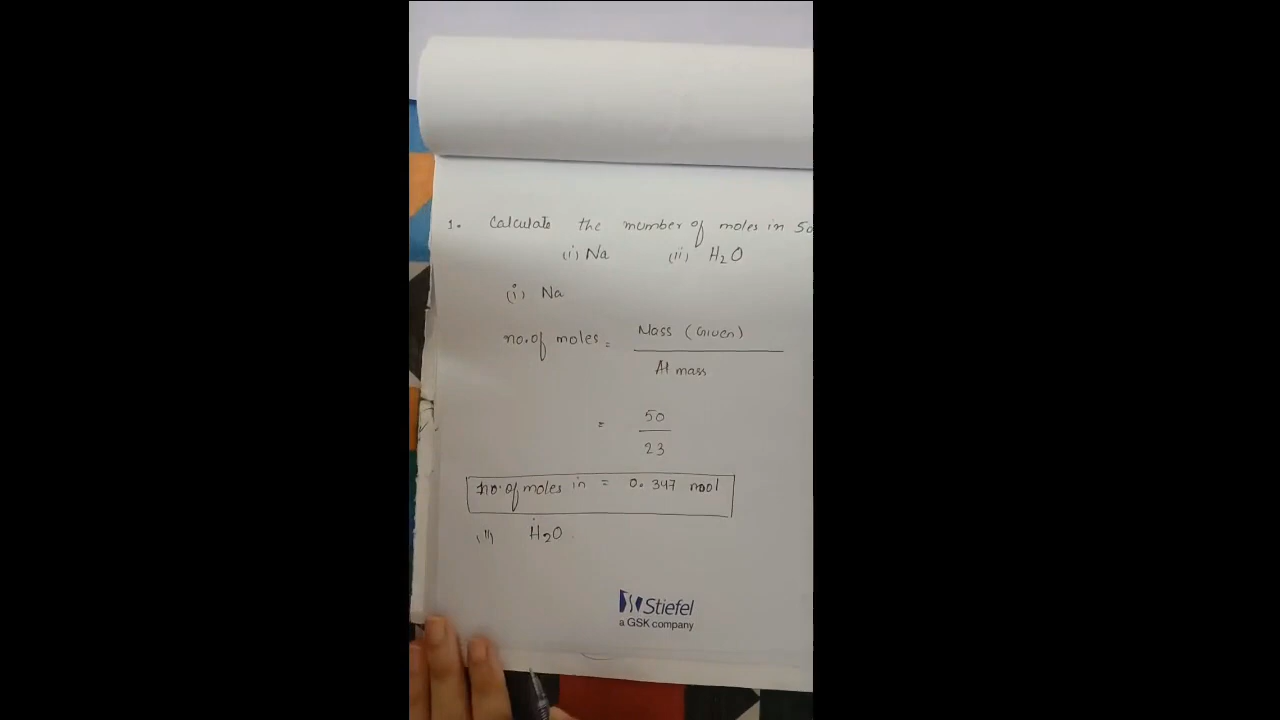 1. Calculate the number of moles in 50
(i) Na (ii) H₂O
(i) Na
no.of moles = Mass (Given)
At mass
= 50
23
no.of moles in = 0.347 mol
(ii) H₂O
Stiefel
a GSK company